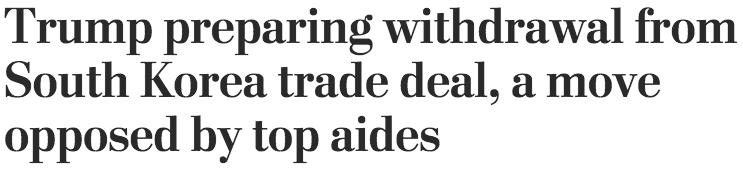 Trump preparing withdrawal from
South Korea trade deal, a move
opposed by top aides